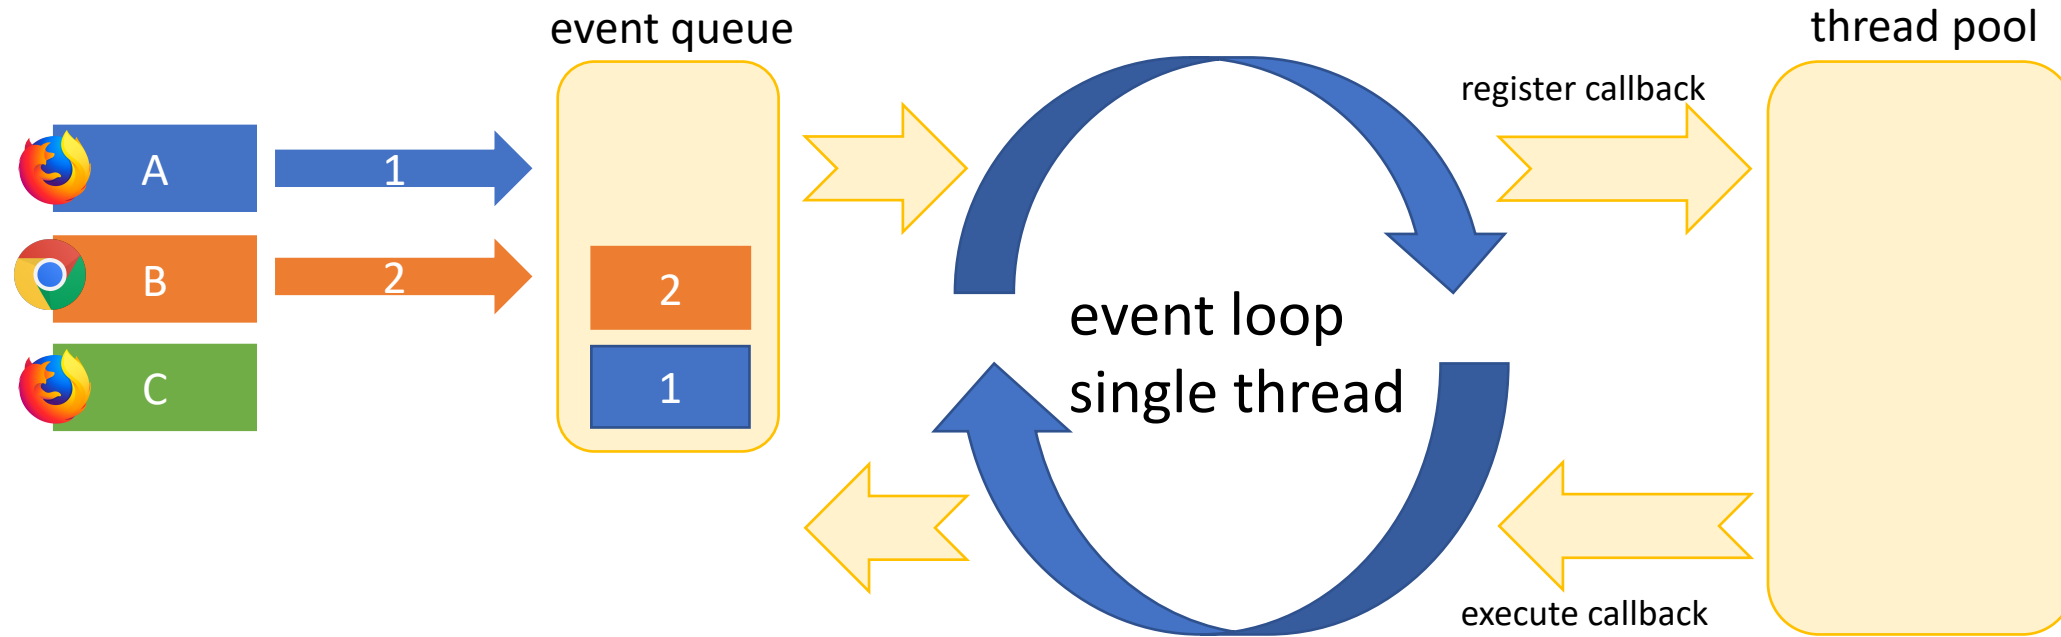 event queue
thread pool
register callback
A
1
B
2
2
event loop
single thread
C
1
execute callback